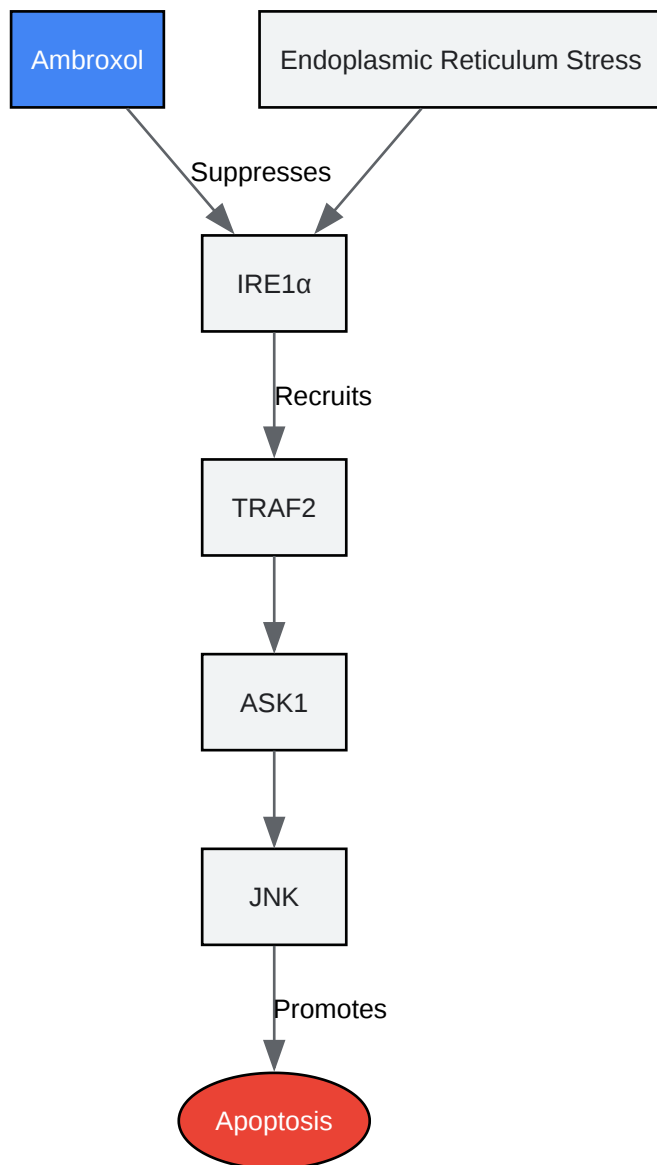 Ambroxol
Endoplasmic Reticulum Stress
Suppresses
IRE1α
Recruits
TRAF2
ASK1
JNK
Promotes
Apoptosis